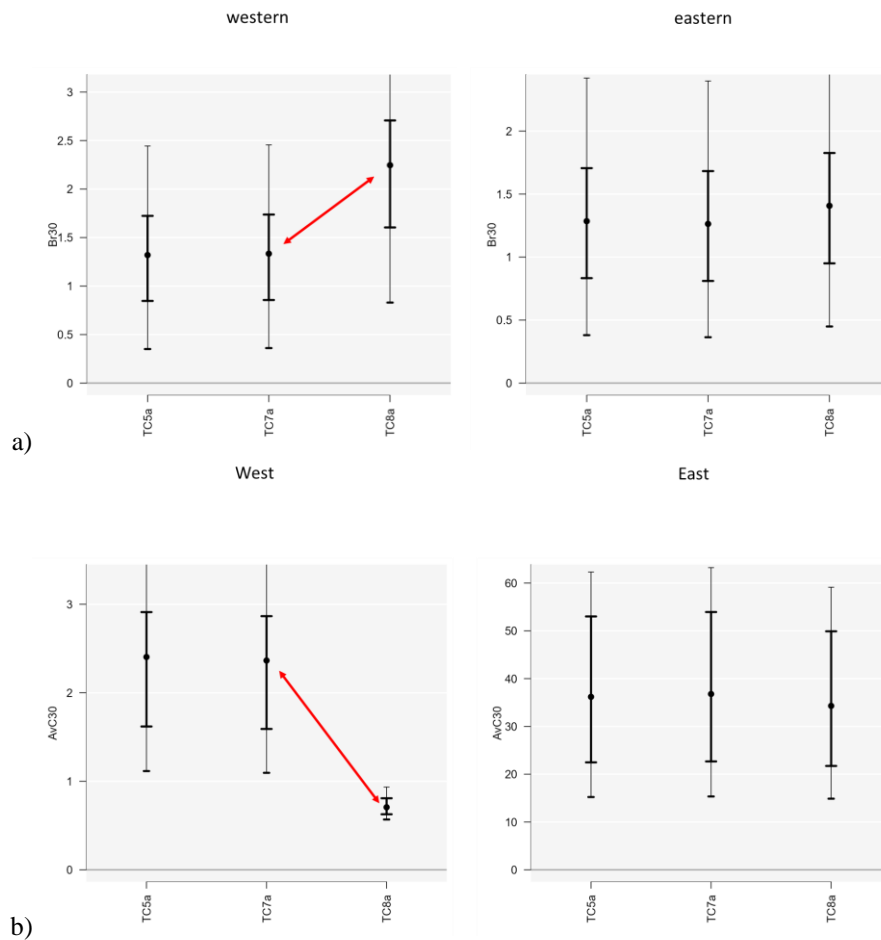 western
eastern
3
2.5
2
1.5
1
0.5
0
Br30
TC5a
TC7a
TC8a
2
1.5
1
0.5
0
Br30
TC5a
TC7a
TC8a
a)
West
East
3
2
1
0
AvC30
TC5a
TC7a
TC8a
60
50
40
30
20
10
0
AvC30
TC5a
TC7a
TC8a
b)